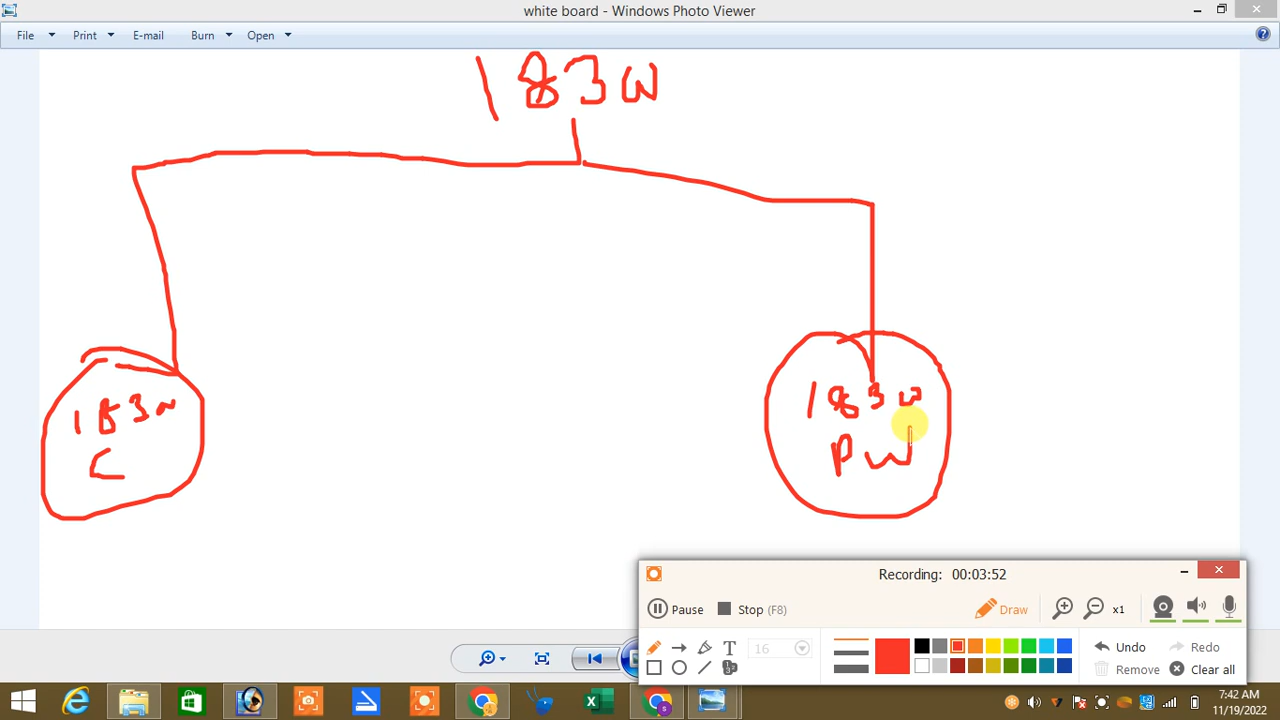 white board - Windows Photo Viewer
File Print E-mail Burn Open
183W
183W
C
183W
PW
Recording: 00:03:52
Pause Stop (F8) Draw x1
T 16 Undo Redo
Remove Clear all
7:42 AM
11/19/2022